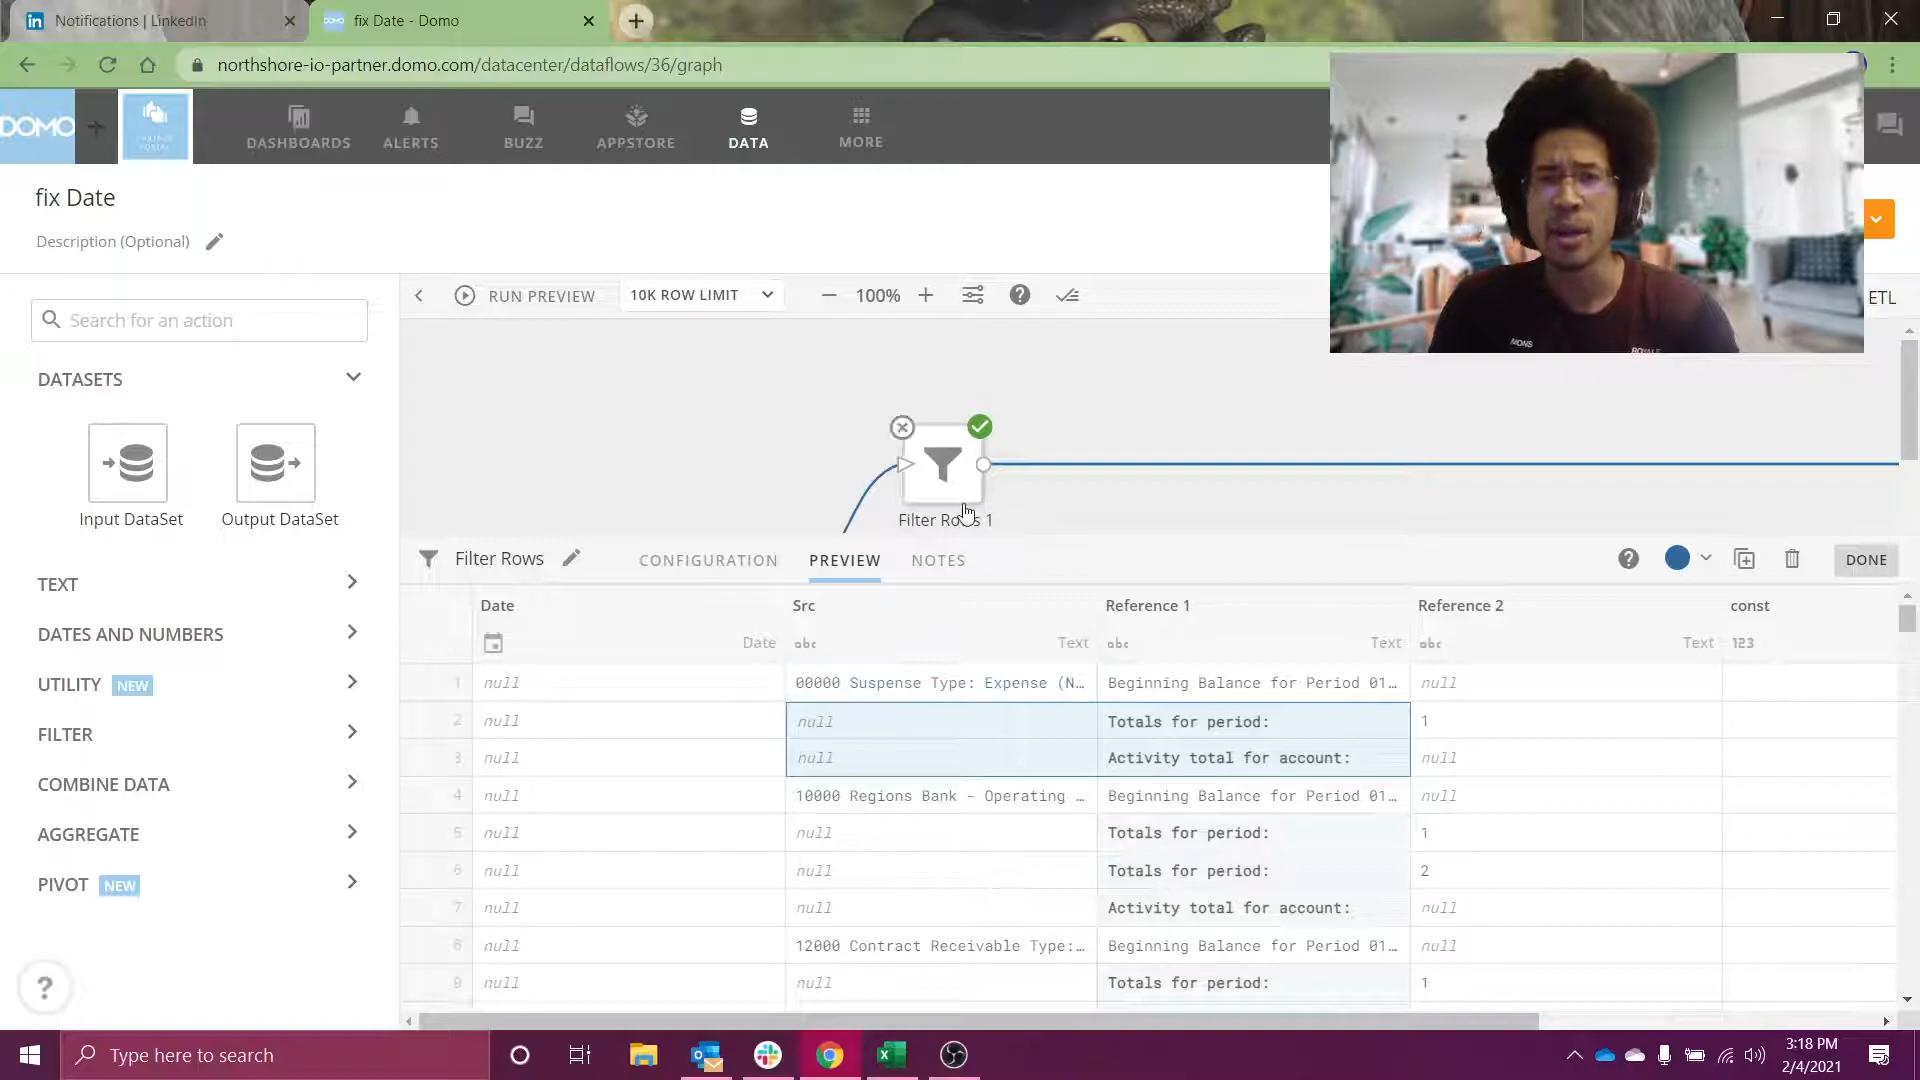 Notifications | LinkedIn
fix Date - Domo
northshore-io-partner.domo.com/datacenter/dataflows/36/graph
DOMO
DASHBOARDS
ALERTS
BUZZ
APPSTORE
DATA
MORE
fix Date
Description (Optional)
RUN PREVIEW
10K ROW LIMIT
100%
ETL
Search for an action
DATASETS
Input DataSet
Output DataSet
TEXT
DATES AND NUMBERS
UTILITY NEW
FILTER
COMBINE DATA
AGGREGATE
PIVOT NEW
Filter Rows 1
Filter Rows
CONFIGURATION
PREVIEW
NOTES
DONE
Date Src Reference 1 Reference 2 const
Date abc Text abc Text abc Text 123
1 null 00000 Suspense Type: Expense (N… Beginning Balance for Period 01… null
2 null null Totals for period: 1
3 null null Activity total for account: null
4 null 10000 Regions Bank - Operating … Beginning Balance for Period 01… null
5 null null Totals for period: 1
6 null null Totals for period: 2
7 null null Activity total for account: null
8 null 12000 Contract Receivable Type:… Beginning Balance for Period 01… null
9 null null Totals for period: 1
Type here to search
3:18 PM
2/4/2021